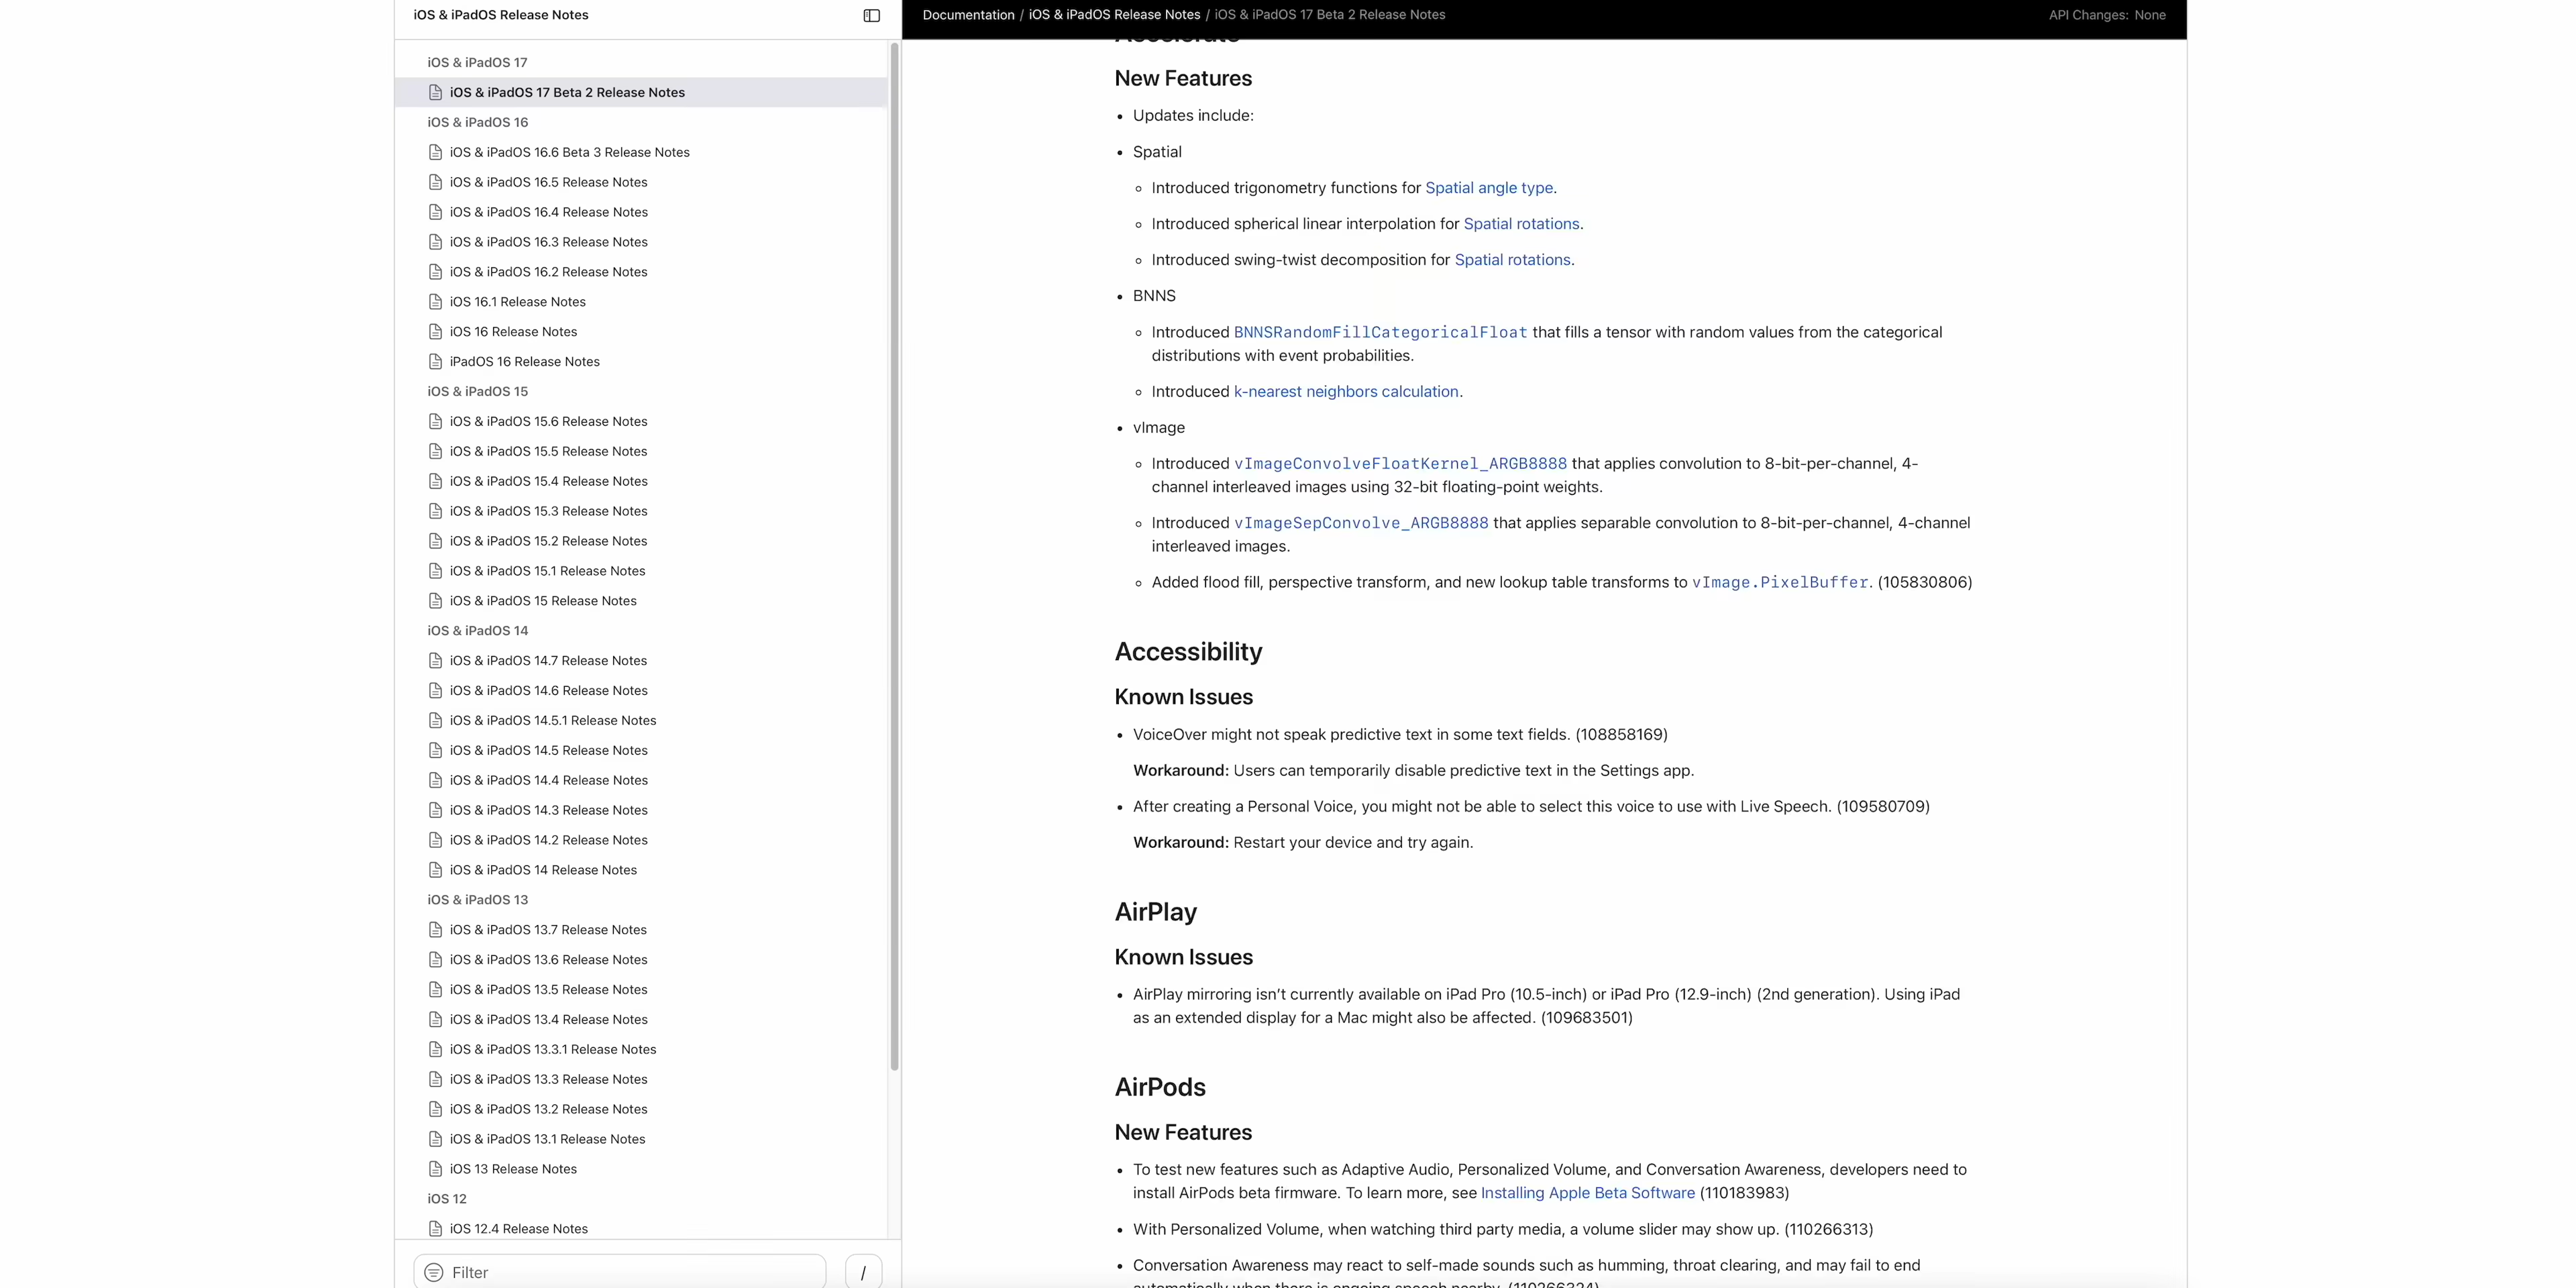 iOS & iPadOS Release Notes
iOS & iPadOS 17
iOS & iPadOS 17 Beta 2 Release Notes
iOS & iPadOS 16
iOS & iPadOS 16.6 Beta 3 Release Notes
iOS & iPadOS 16.5 Release Notes
iOS & iPadOS 16.4 Release Notes
iOS & iPadOS 16.3 Release Notes
iOS & iPadOS 16.2 Release Notes
iOS 16.1 Release Notes
iOS 16 Release Notes
iPadOS 16 Release Notes
iOS & iPadOS 15
iOS & iPadOS 15.6 Release Notes
iOS & iPadOS 15.5 Release Notes
iOS & iPadOS 15.4 Release Notes
iOS & iPadOS 15.3 Release Notes
iOS & iPadOS 15.2 Release Notes
iOS & iPadOS 15.1 Release Notes
iOS & iPadOS 15 Release Notes
iOS & iPadOS 14
iOS & iPadOS 14.7 Release Notes
iOS & iPadOS 14.6 Release Notes
iOS & iPadOS 14.5.1 Release Notes
iOS & iPadOS 14.5 Release Notes
iOS & iPadOS 14.4 Release Notes
iOS & iPadOS 14.3 Release Notes
iOS & iPadOS 14.2 Release Notes
iOS & iPadOS 14 Release Notes
iOS & iPadOS 13
iOS & iPadOS 13.7 Release Notes
iOS & iPadOS 13.6 Release Notes
iOS & iPadOS 13.5 Release Notes
iOS & iPadOS 13.4 Release Notes
iOS & iPadOS 13.3.1 Release Notes
iOS & iPadOS 13.3 Release Notes
iOS & iPadOS 13.2 Release Notes
iOS & iPadOS 13.1 Release Notes
iOS 13 Release Notes
iOS 12
iOS 12.4 Release Notes
Filter
/
Documentation / iOS & iPadOS Release Notes / iOS & iPadOS 17 Beta 2 Release Notes
API Changes: None
Accelerate
New Features
• Updates include:
• Spatial
◦ Introduced trigonometry functions for Spatial angle type.
◦ Introduced spherical linear interpolation for Spatial rotations.
◦ Introduced swing-twist decomposition for Spatial rotations.
• BNNS
◦ Introduced BNNSRandomFillCategoricalFloat that fills a tensor with random values from the categorical
distributions with event probabilities.
◦ Introduced k-nearest neighbors calculation.
• vImage
◦ Introduced vImageConvolveFloatKernel_ARGB8888 that applies convolution to 8-bit-per-channel, 4-
channel interleaved images using 32-bit floating-point weights.
◦ Introduced vImageSepConvolve_ARGB8888 that applies separable convolution to 8-bit-per-channel, 4-channel
interleaved images.
◦ Added flood fill, perspective transform, and new lookup table transforms to vImage.PixelBuffer. (105830806)
Accessibility
Known Issues
• VoiceOver might not speak predictive text in some text fields. (108858169)
Workaround: Users can temporarily disable predictive text in the Settings app.
• After creating a Personal Voice, you might not be able to select this voice to use with Live Speech. (109580709)
Workaround: Restart your device and try again.
AirPlay
Known Issues
• AirPlay mirroring isn’t currently available on iPad Pro (10.5-inch) or iPad Pro (12.9-inch) (2nd generation). Using iPad
as an extended display for a Mac might also be affected. (109683501)
AirPods
New Features
• To test new features such as Adaptive Audio, Personalized Volume, and Conversation Awareness, developers need to
install AirPods beta firmware. To learn more, see Installing Apple Beta Software (110183983)
• With Personalized Volume, when watching third party media, a volume slider may show up. (110266313)
• Conversation Awareness may react to self-made sounds such as humming, throat clearing, and may fail to end
automatically when there is ongoing speech nearby. (110266324)